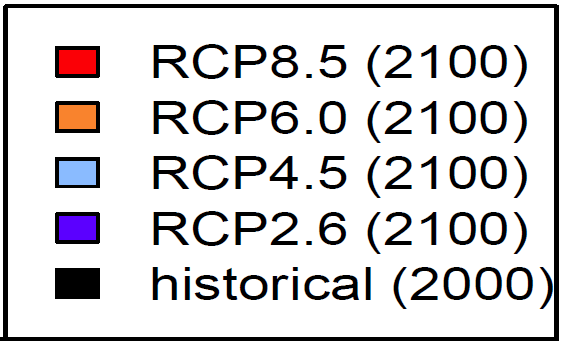 RCP8.5 (2100)
RCP6.0 (2100)
RCP4.5 (2100)
RCP2.6 (2100)
historical (2000)